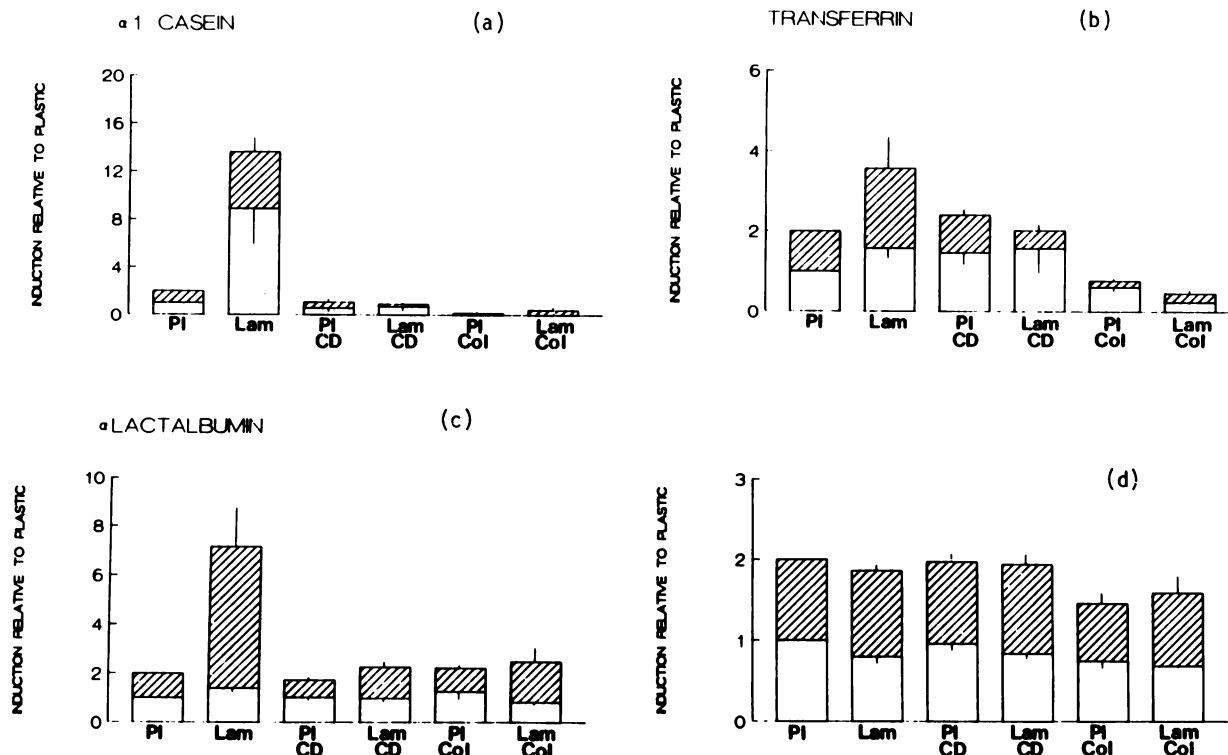 α1 CASEIN
(a)
INDUCTION RELATIVE TO PLASTIC
20
16
12
8
4
0
Pl
Lam
Pl
CD
Lam
CD
Pl
Col
Lam
Col
TRANSFERRIN
(b)
INDUCTION RELATIVE TO PLASTIC
6
4
2
0
Pl
Lam
Pl
CD
Lam
CD
Pl
Col
Lam
Col
αLACTALBUMIN
(c)
INDUCTION RELATIVE TO PLASTIC
10
8
6
4
2
0
Pl
Lam
Pl
CD
Lam
CD
Pl
Col
Lam
Col
(d)
INDUCTION RELATIVE TO PLASTIC
3
2
1
0
Pl
Lam
Pl
CD
Lam
CD
Pl
Col
Lam
Col